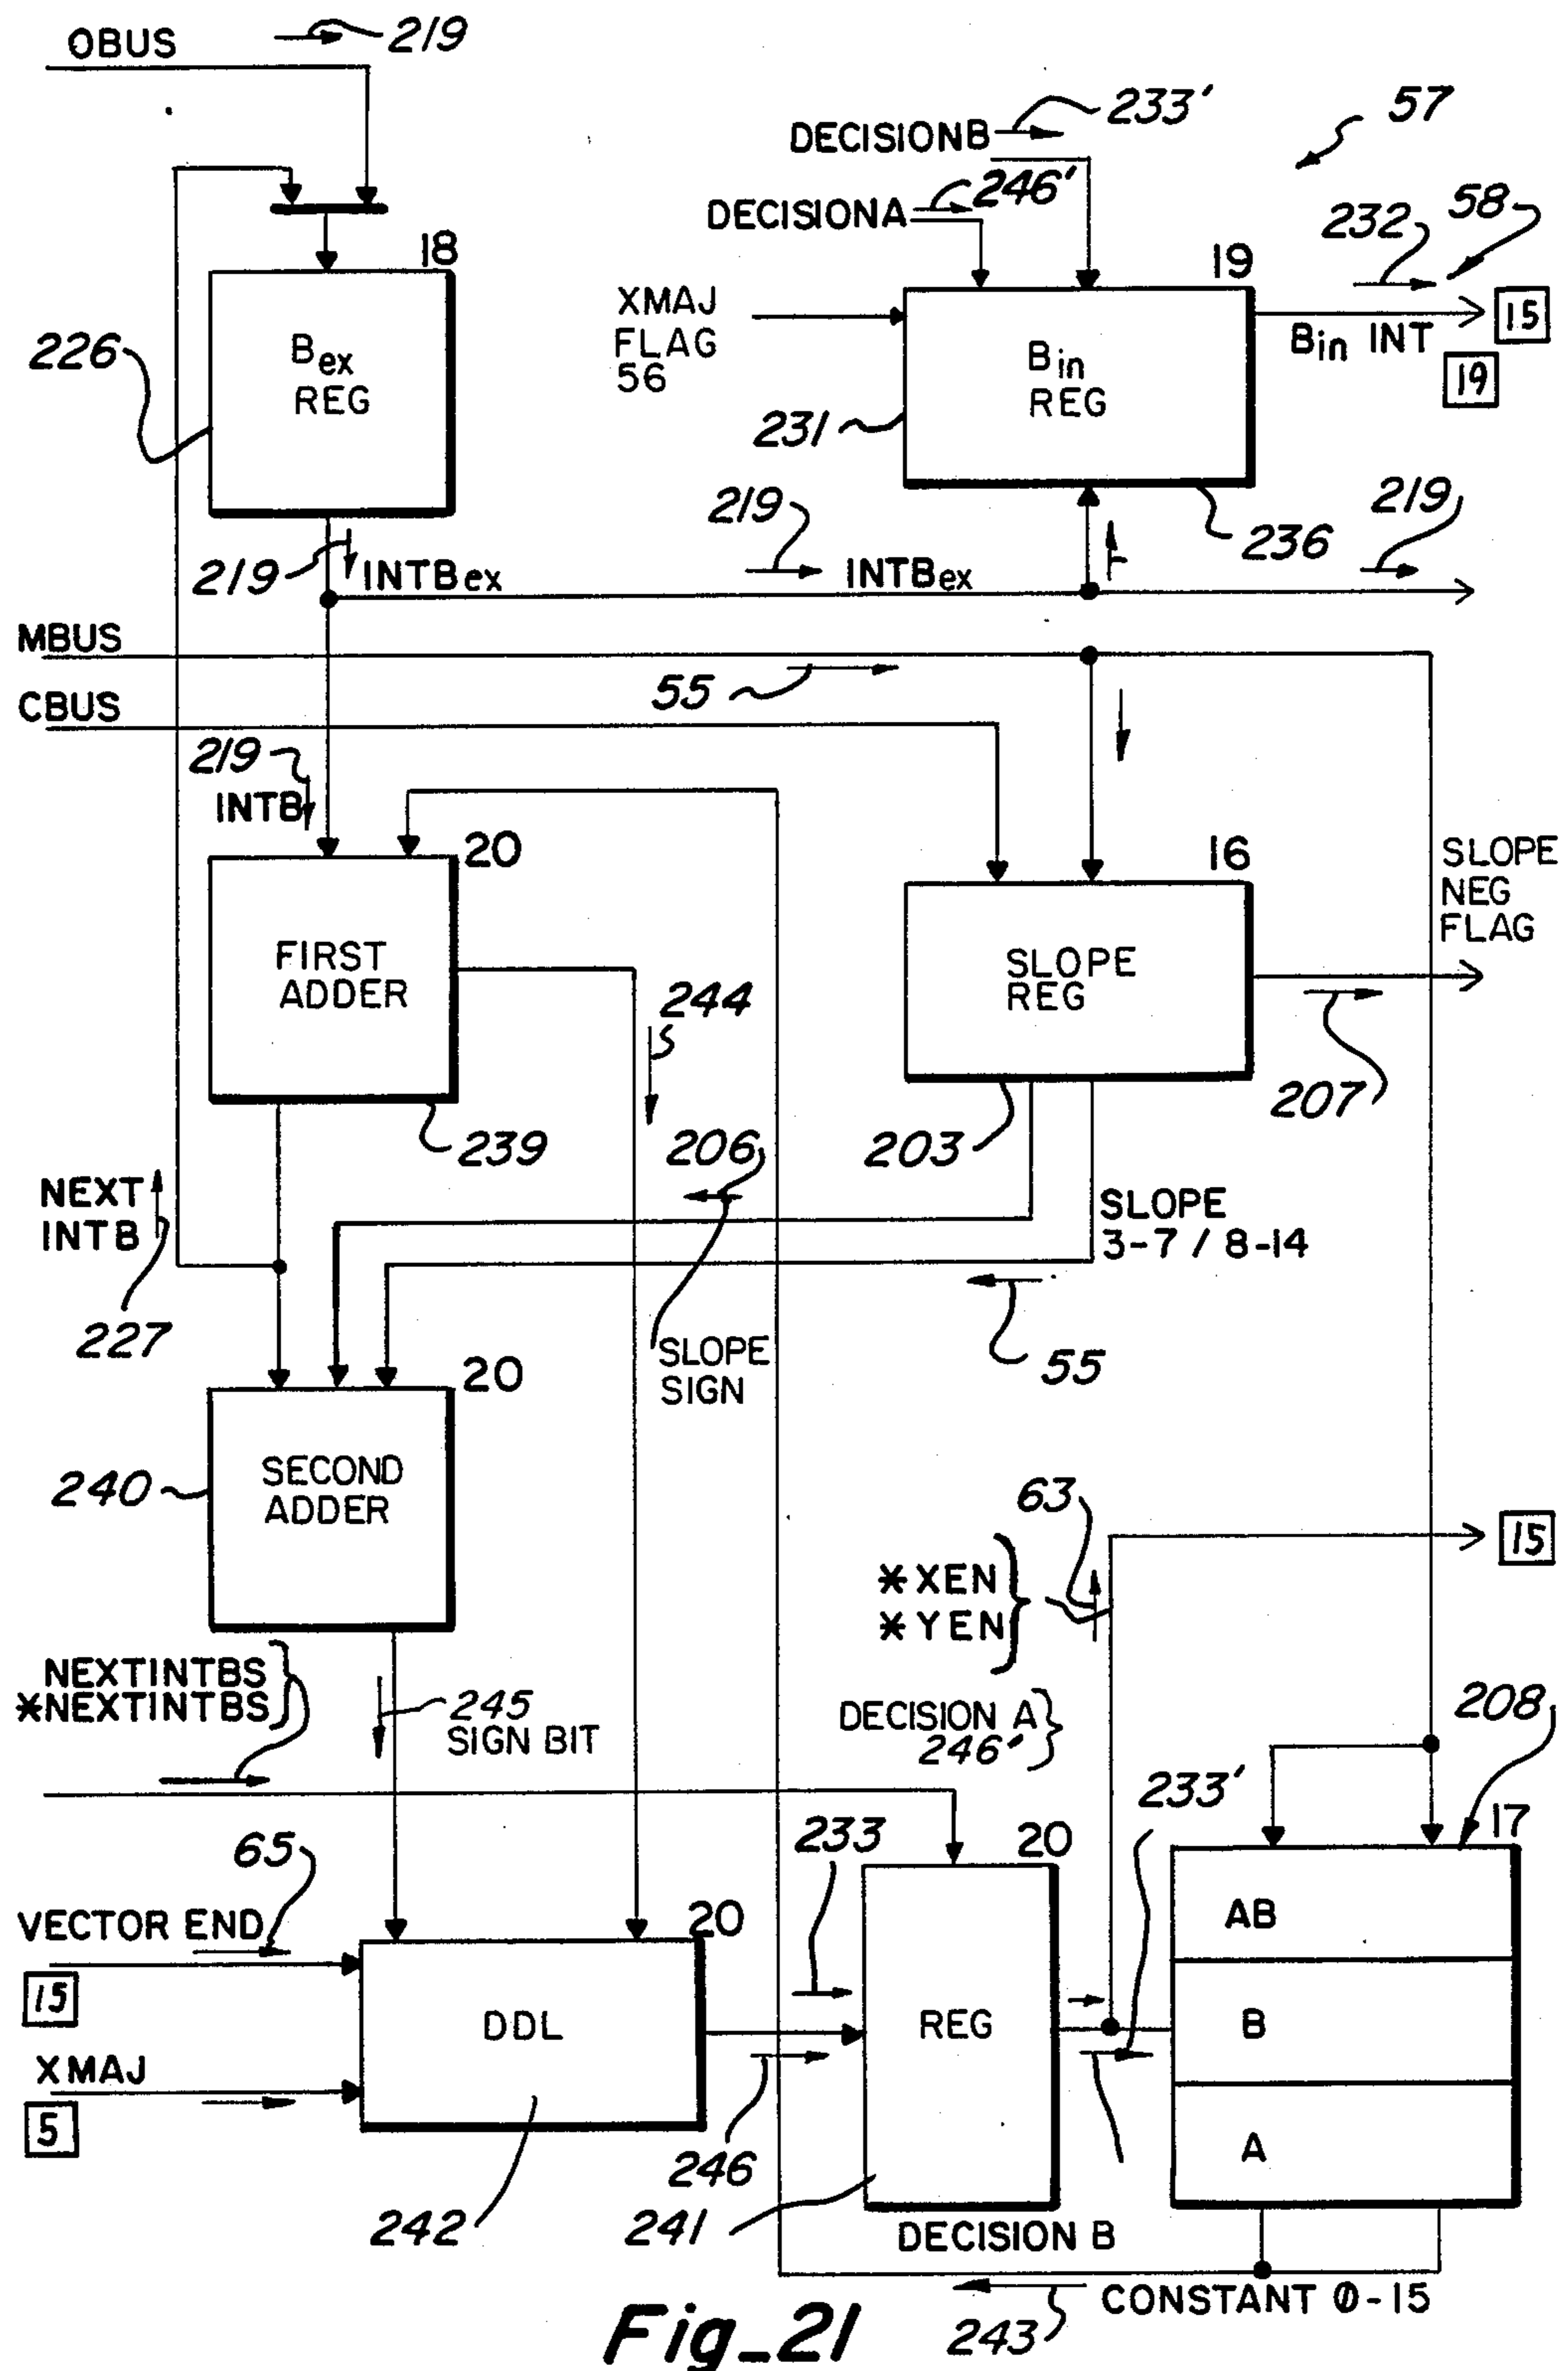 OBUS
219
DECISIONB
233'
57
DECISIONA
246'
232
58
18
19
XMAJ
FLAG
56
Bex
REG
Bin
REG
Bin INT
15
19
226
231
236
219
219
219
INTBex
INTBex
MBUS
55
CBUS
219
INTB
20
16
SLOPE
NEG
FLAG
FIRST
ADDER
SLOPE
REG
244
207
239
206
203
NEXT
INTB
SLOPE
3-7 / 8-14
227
SLOPE
SIGN
55
20
SECOND
ADDER
240
63
15
*XEN
*YEN
NEXTINTBS
*NEXTINTBS
245
SIGN BIT
DECISION A
246'
208
233'
17
65
233
20
VECTOR END
20
AB
15
DDL
REG
B
XMAJ
5
A
246
242
241
DECISION B
CONSTANT 0-15
243
Fig_21